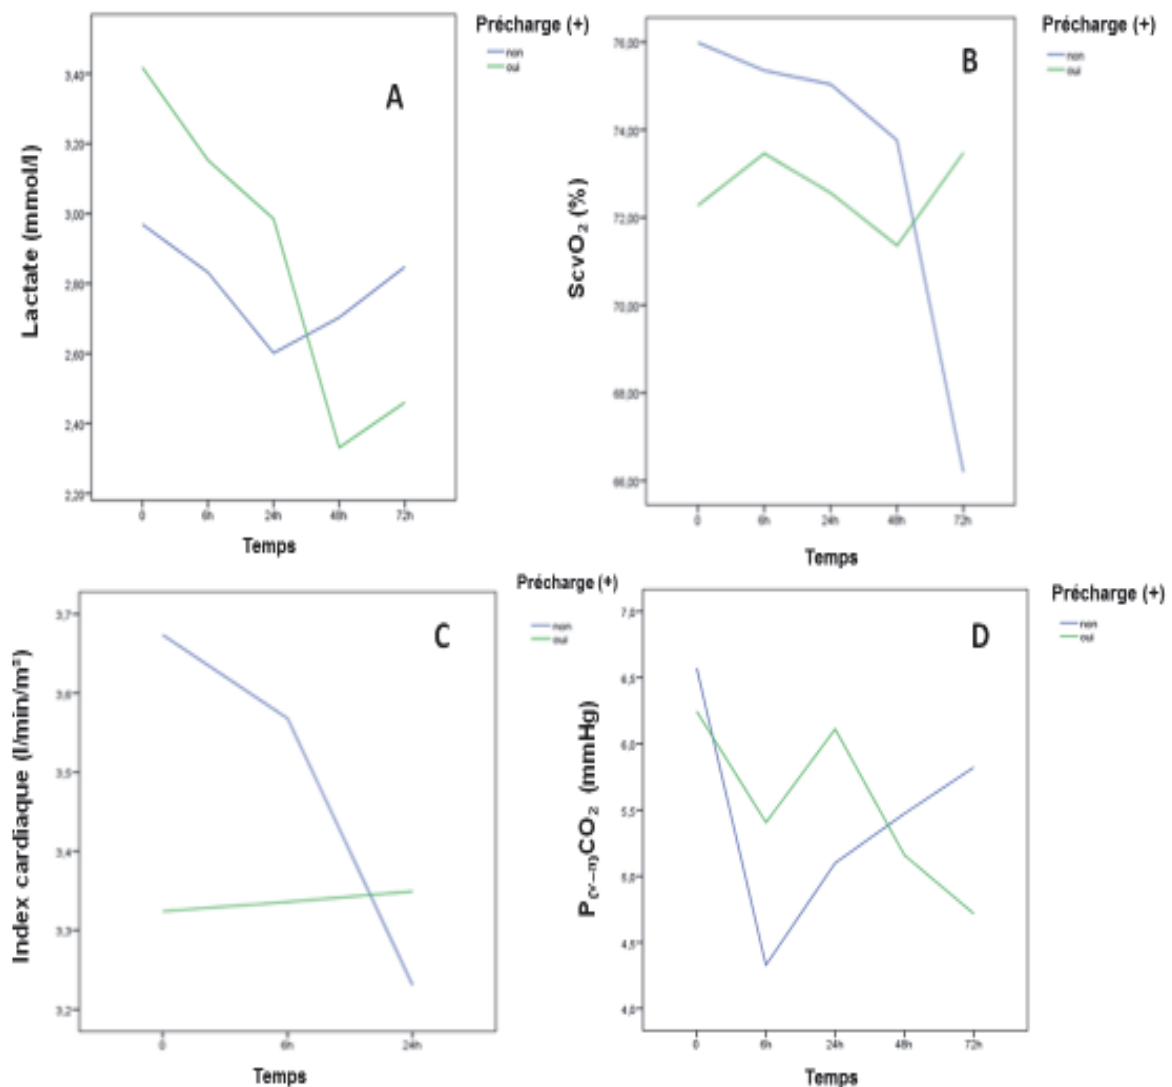 Précharge (+)
non
oui
A
Lactate (mmol/l)
3,40
3,20
3,00
2,80
2,60
2,40
2,20
0 6h 24h 48h 72h
Temps
Précharge (+)
non
oui
B
ScvO₂ (%)
76,00
74,00
72,00
70,00
68,00
66,00
0 6h 24h 48h 72h
Temps
Précharge (+)
non
oui
C
Index cardiaque (l/min/m²)
3,7
3,6
3,5
3,4
3,3
3,2
0 6h 24h
Temps
Précharge (+)
non
oui
D
CO₂ (mmHg)
7,0
6,5
6,0
5,5
5,0
4,5
4,0
0 6h 24h 48h 72h
Temps